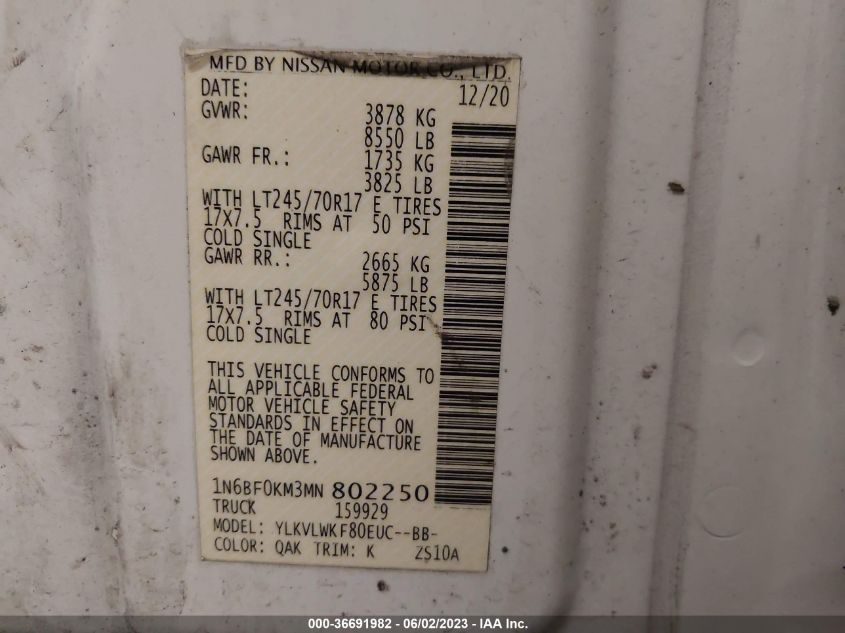 MFD BY NISSAN MOTOR CO., LTD.
DATE: 12/20
GVWR: 3878 KG
8550 LB
GAWR FR.: 1735 KG
3825 LB
WITH LT245/70R17 E TIRES
17X7.5 RIMS AT 50 PSI
COLD SINGLE
GAWR RR.: 2665 KG
5875 LB
WITH LT245/70R17 E TIRES
17X7.5 RIMS AT 80 PSI
COLD SINGLE
THIS VEHICLE CONFORMS TO
ALL APPLICABLE FEDERAL
MOTOR VEHICLE SAFETY
STANDARDS IN EFFECT ON
THE DATE OF MANUFACTURE
SHOWN ABOVE.
1N6BF0KM3MN 802250
TRUCK 159929
MODEL: YLKVLWKF80EUC--BB-
COLOR: QAK TRIM: K ZS10A
000-36691982 - 06/02/2023 - IAA Inc.